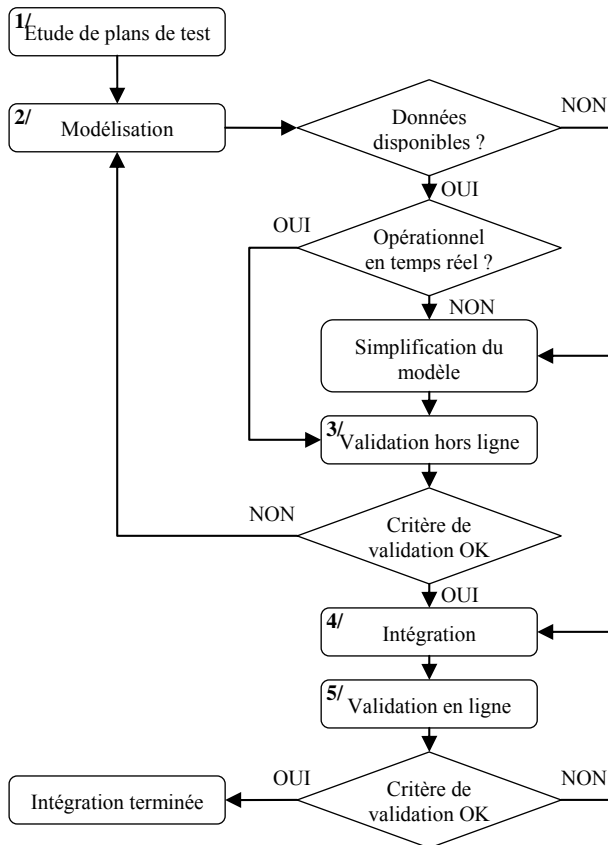 1/
Etude de plans de test
2/
Modélisation
Données
disponibles ?
NON
OUI
OUI
Opérationnel
en temps réel ?
NON
Simplification du
modèle
3/
Validation hors ligne
NON
Critère de
validation OK
OUI
4/
Intégration
5/
Validation en ligne
OUI
Critère de
validation OK
NON
Intégration terminée